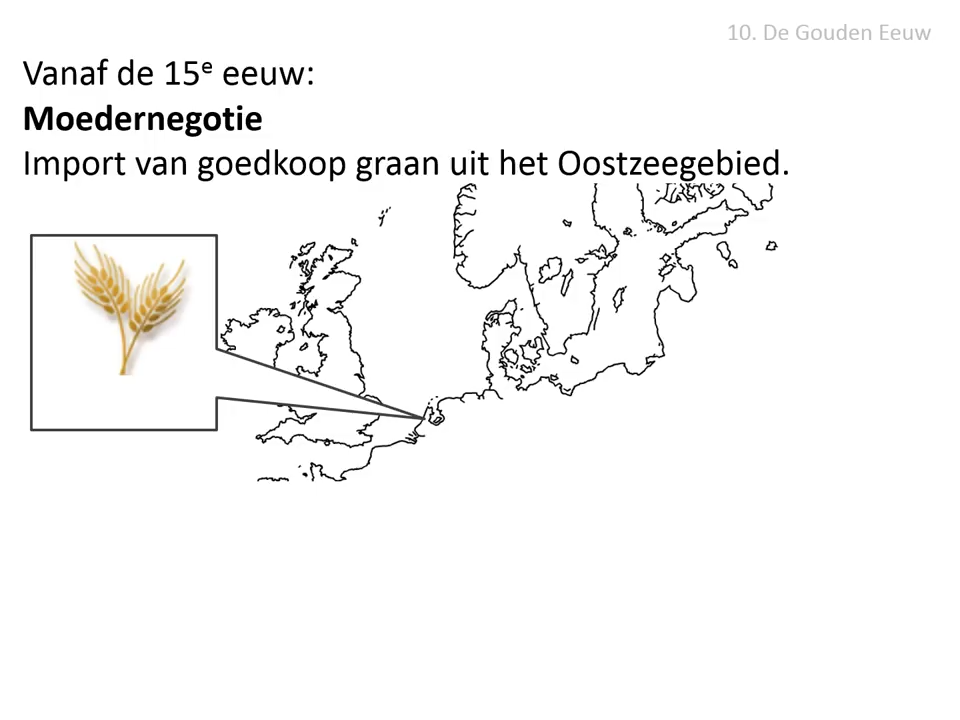 10. De Gouden Eeuw
Vanaf de 15e eeuw:
Moedernegotie
Import van goedkoop graan uit het Oostzeegebied.